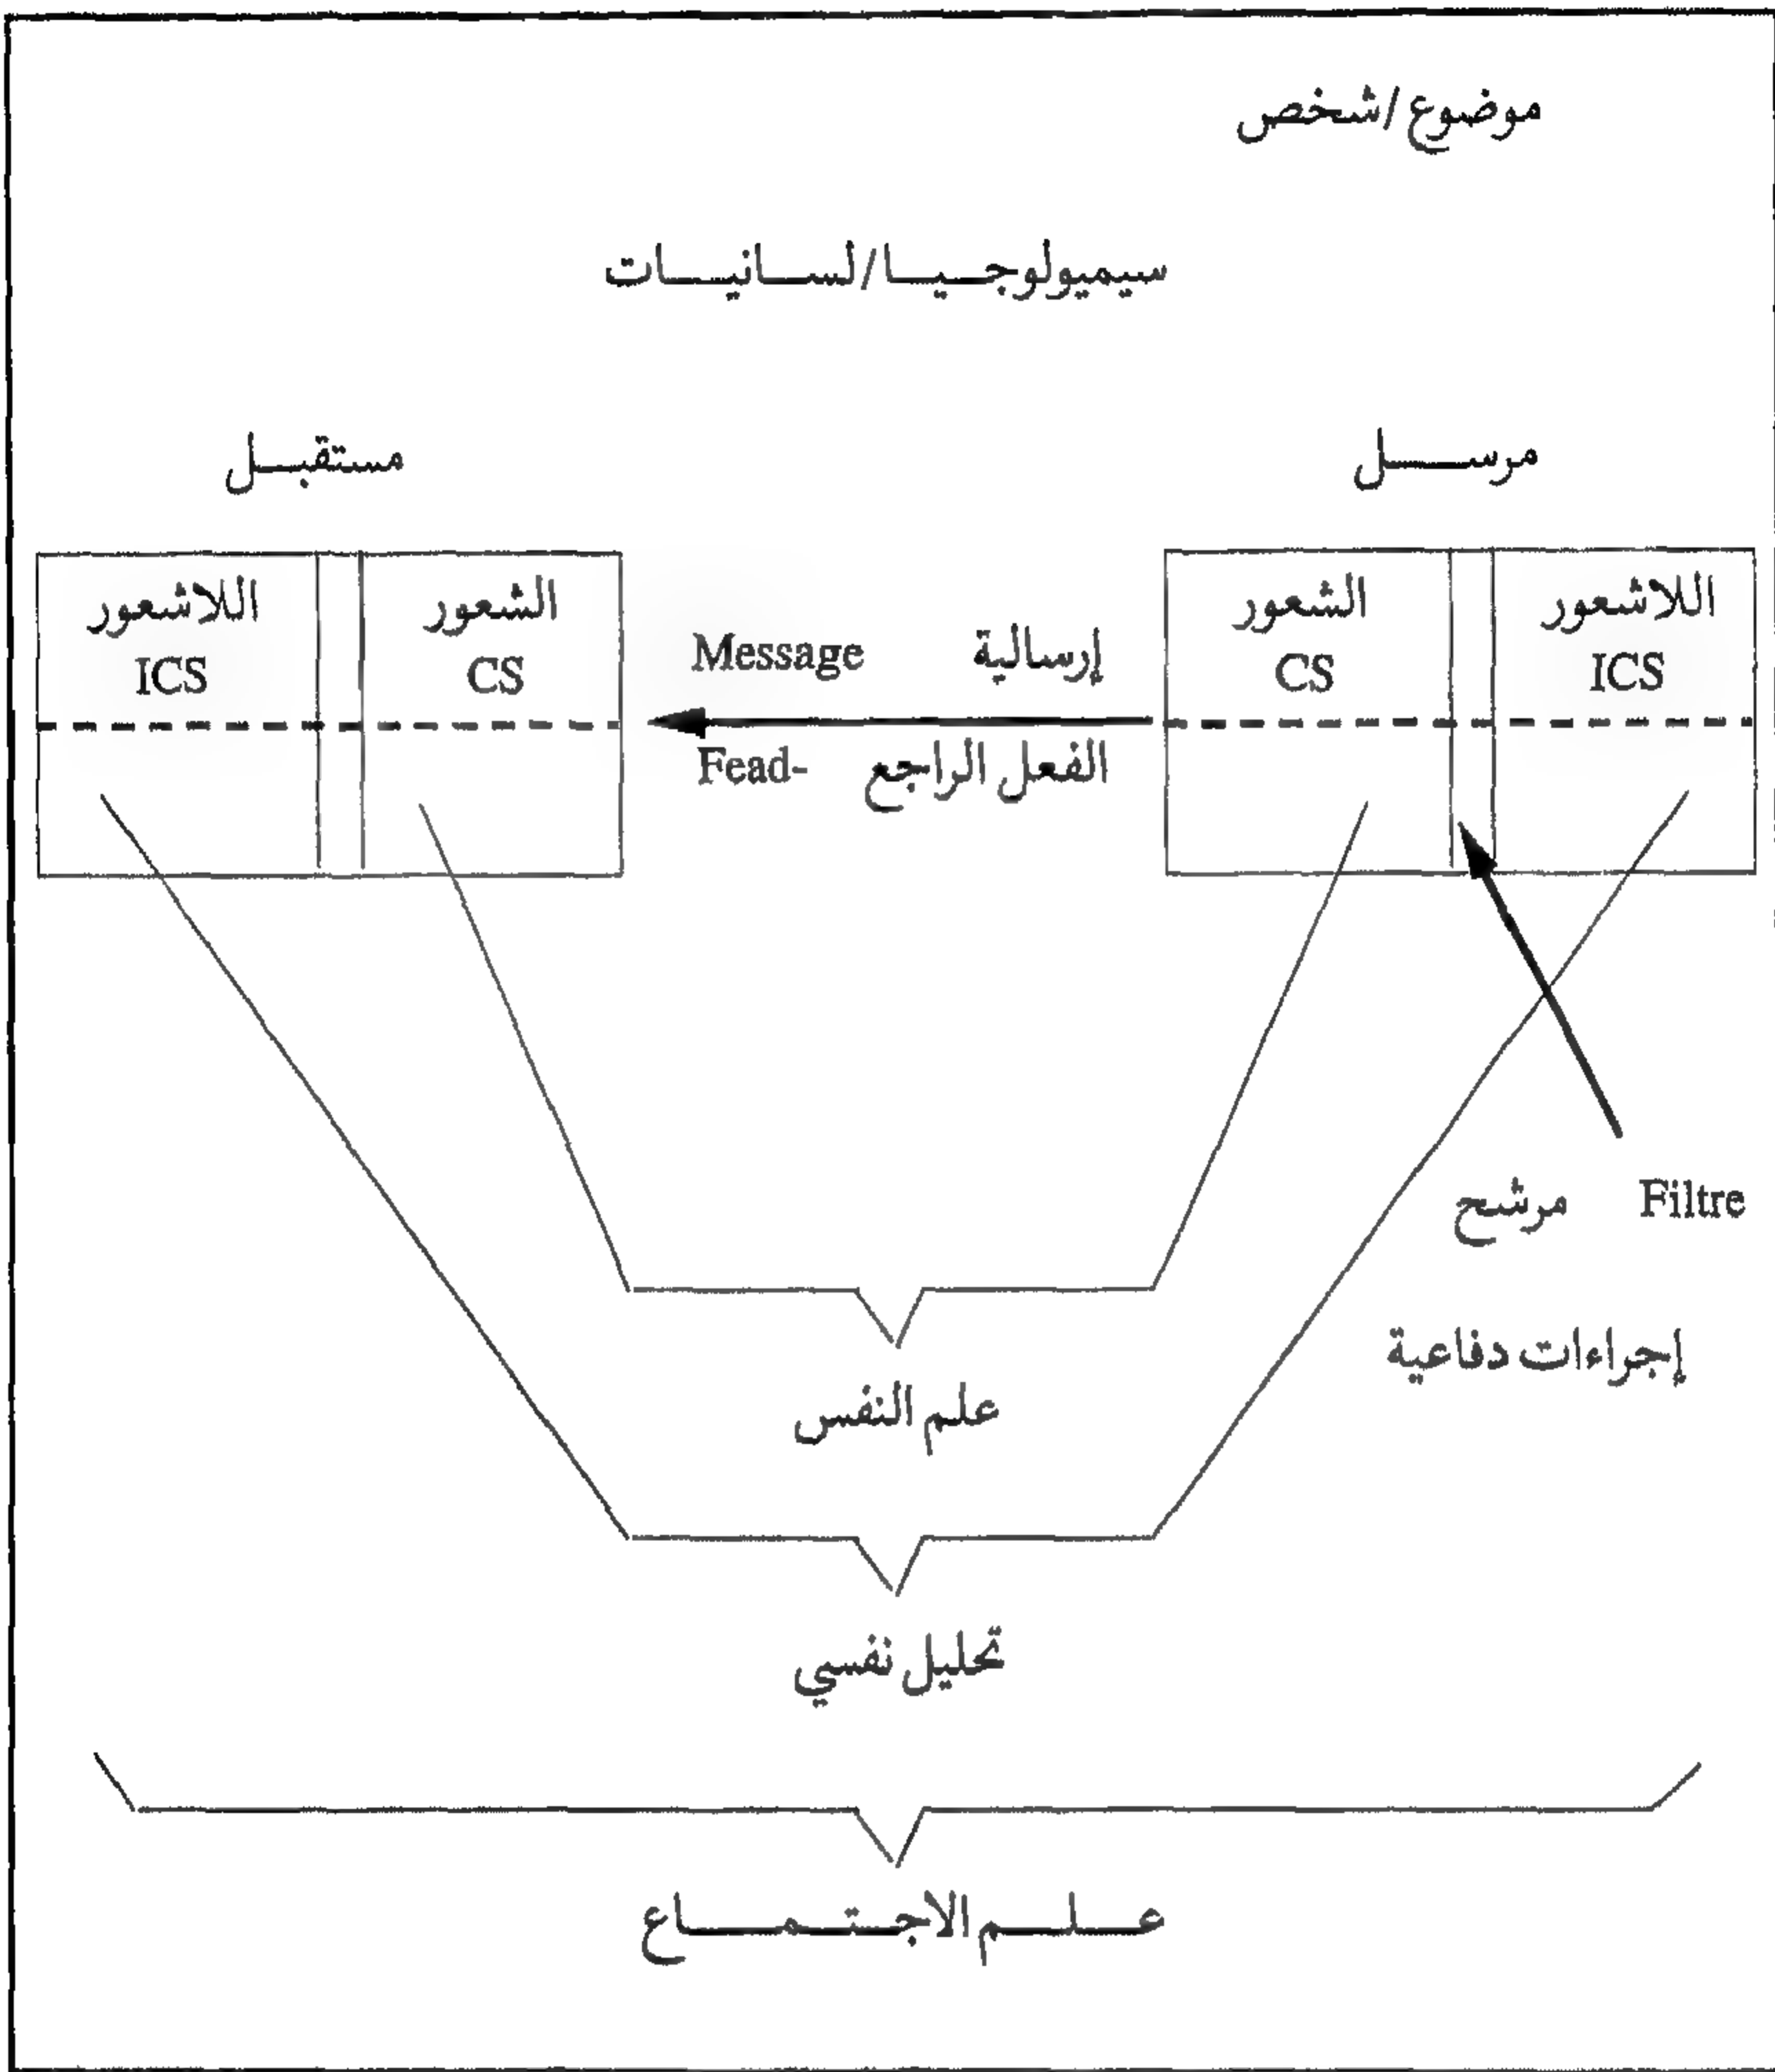 موضوع/شخص
سيميولوجيا/لسانيات
مرسل
مستقبل
اللاشعور
ICS
الشعور
CS
إرسالية Message
الفعل الراجع Fead-
الشعور
CS
اللاشعور
ICS
مرشح Filtre
إجراءات دفاعية
علم النفس
تحليل نفسي
علم الاجتماع